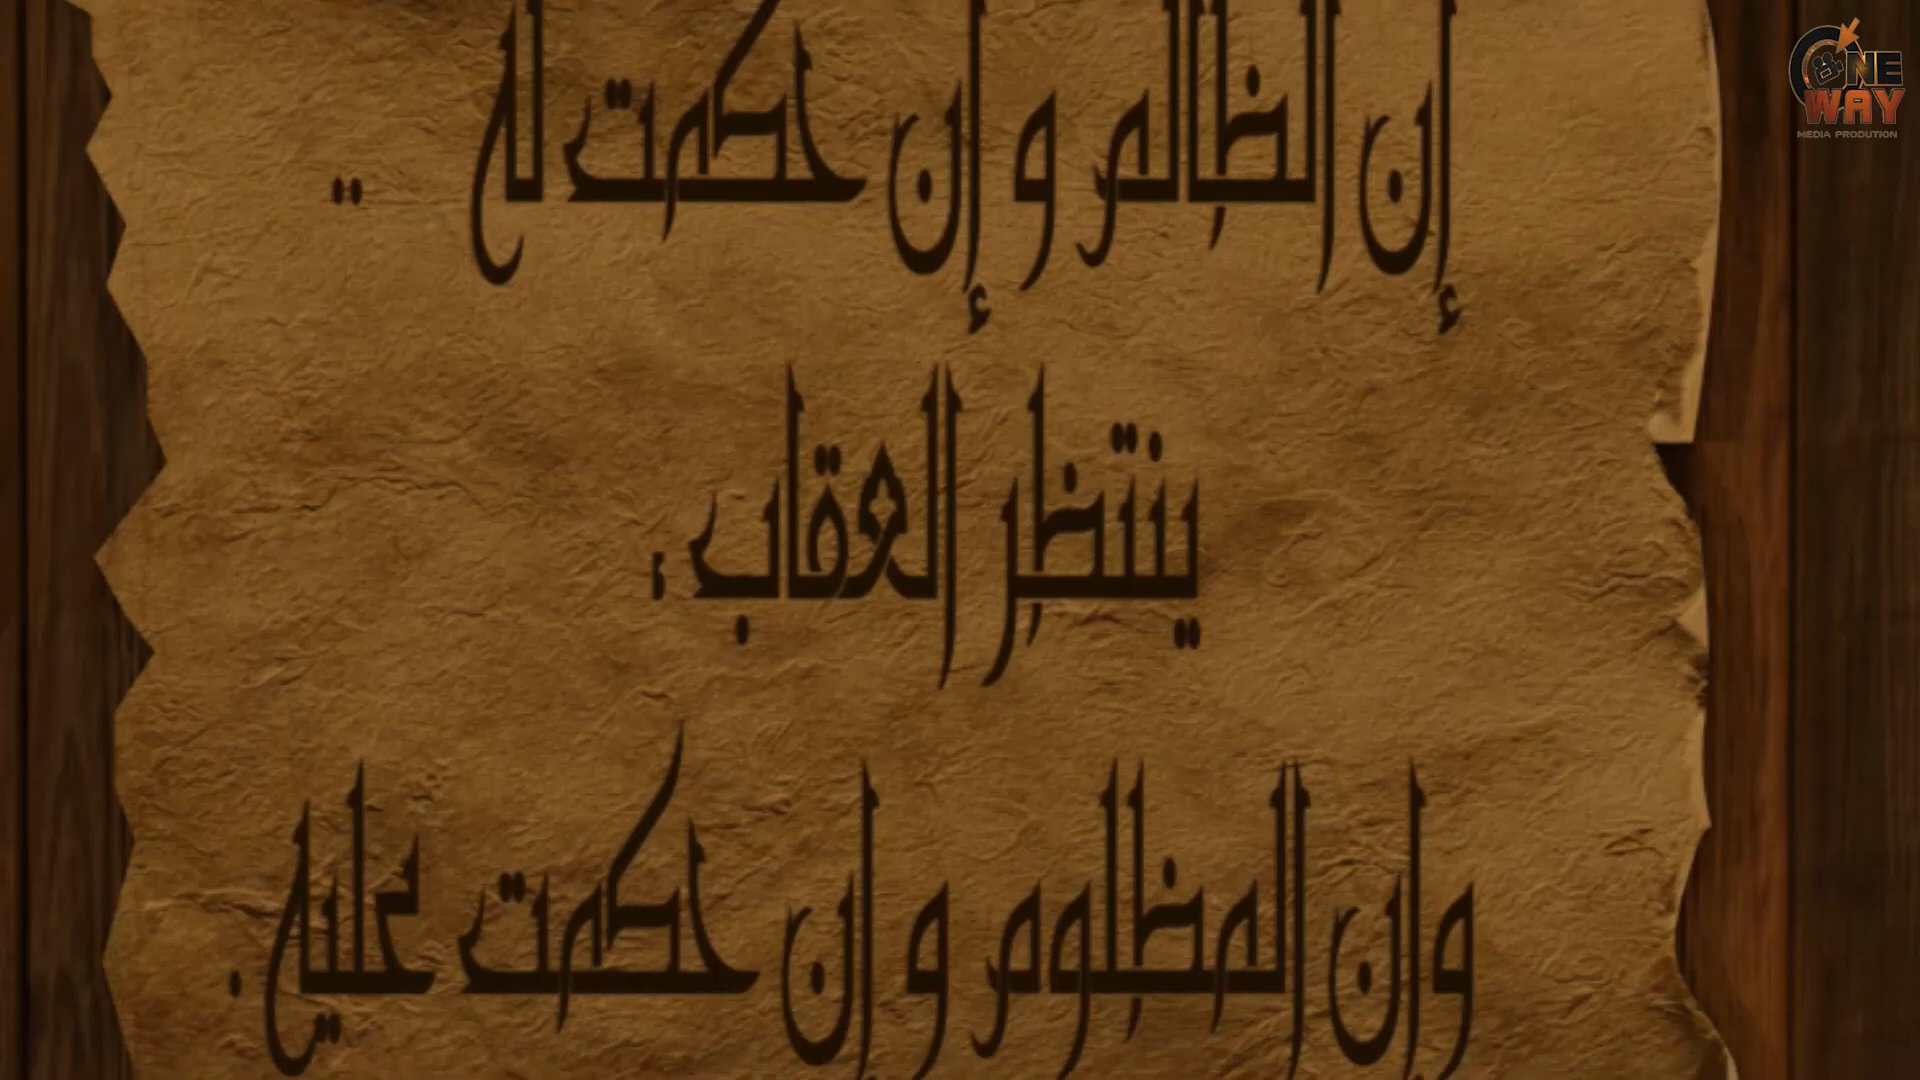 إن الظالم وإن حكمت له ..
ينتظر العقاب ،
وإن المظلوم وإن حكمت عليه .
ONE
WAY
MEDIA PRODUTION